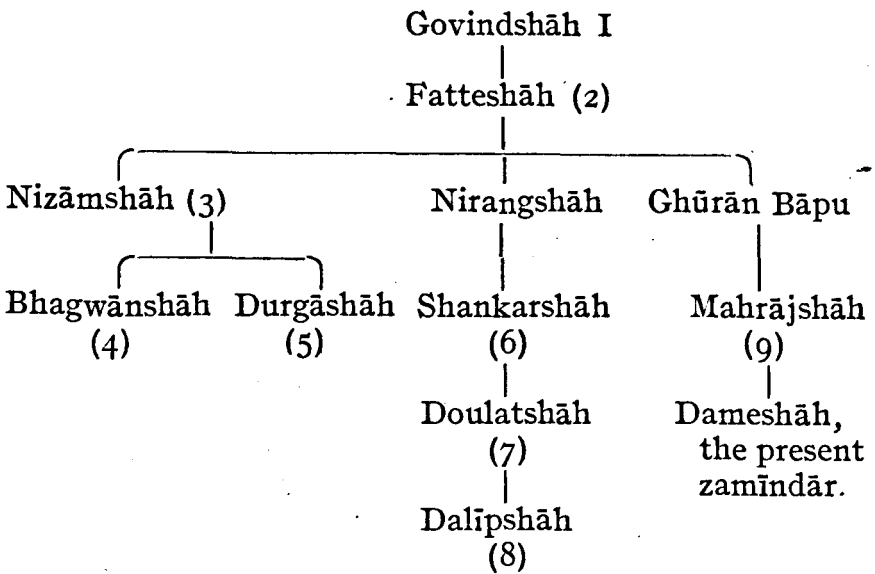 Govindshāh I
Fatteshāh (2)
Nizāmshāh (3) Nirangshāh Ghūrān Bāpu
Bhagwānshāh Durgāshāh Shankarshāh Mahrājshāh
(4) (5) (6) (9)
Doulatshāh Dameshāh,
(7) the present
zamīndār.
Dalīpshāh
(8)